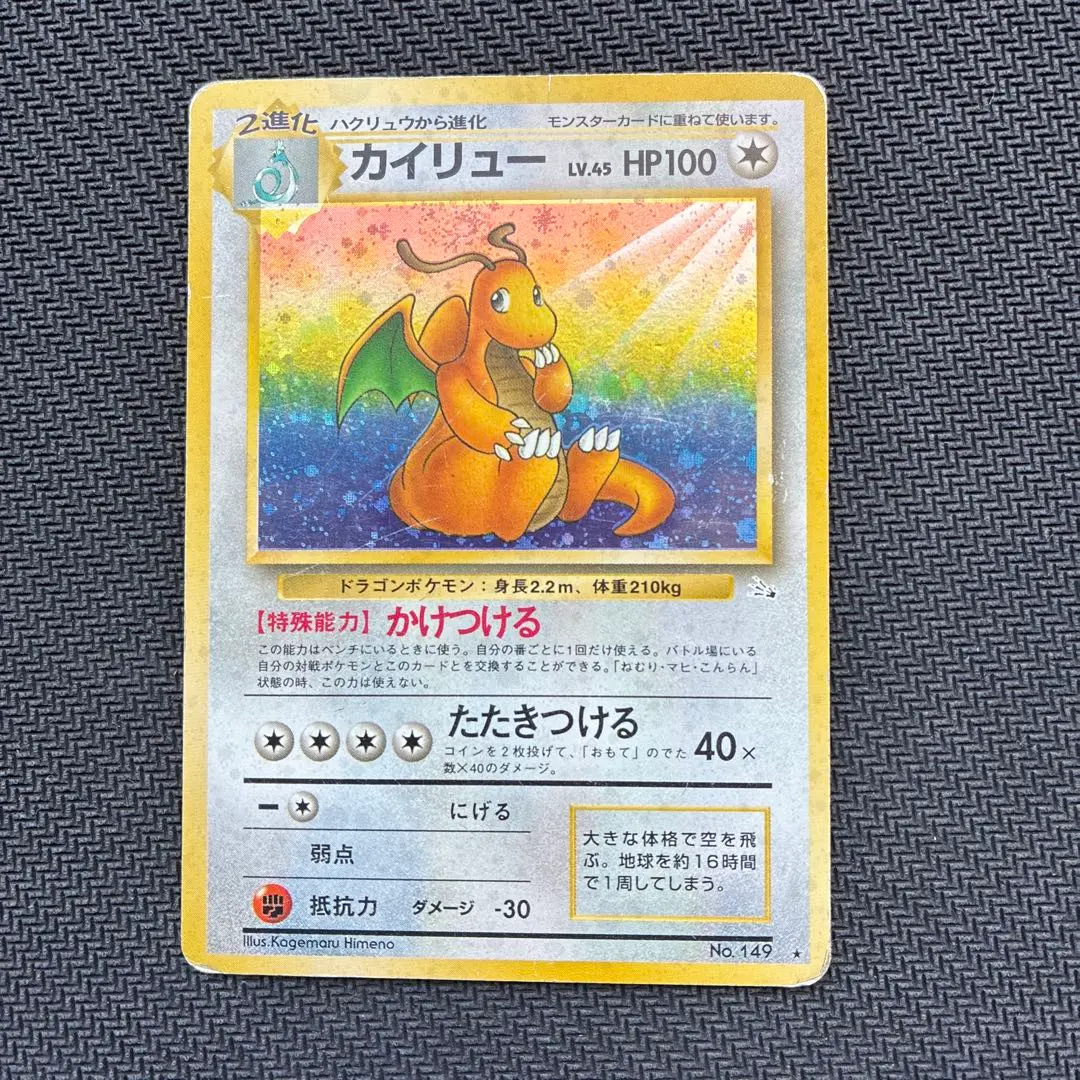 2進化 ハクリュウから進化 モンスターカードに重ねて使います。
カイリュー LV.45 HP100
ドラゴンポケモン：身長2.2m、体重210kg
【特殊能力】かけつける
この能力はベンチにいるときに使う。自分の番ごとに1回だけ使える。バトル場にいる
自分の対戦ポケモンとこのカードとを交換することができる。「ねむり・マヒ・こんらん」
状態の時、この力は使えない。
たたきつける
コインを2枚投げて、「おもて」のでた
数×40のダメージ。
40×
にげる
弱点
抵抗力 ダメージ -30
大きな体格で空を飛
ぶ。地球を約16時間
で1周してしまう。
Illus.Kagemaru Himeno
No. 149 ★